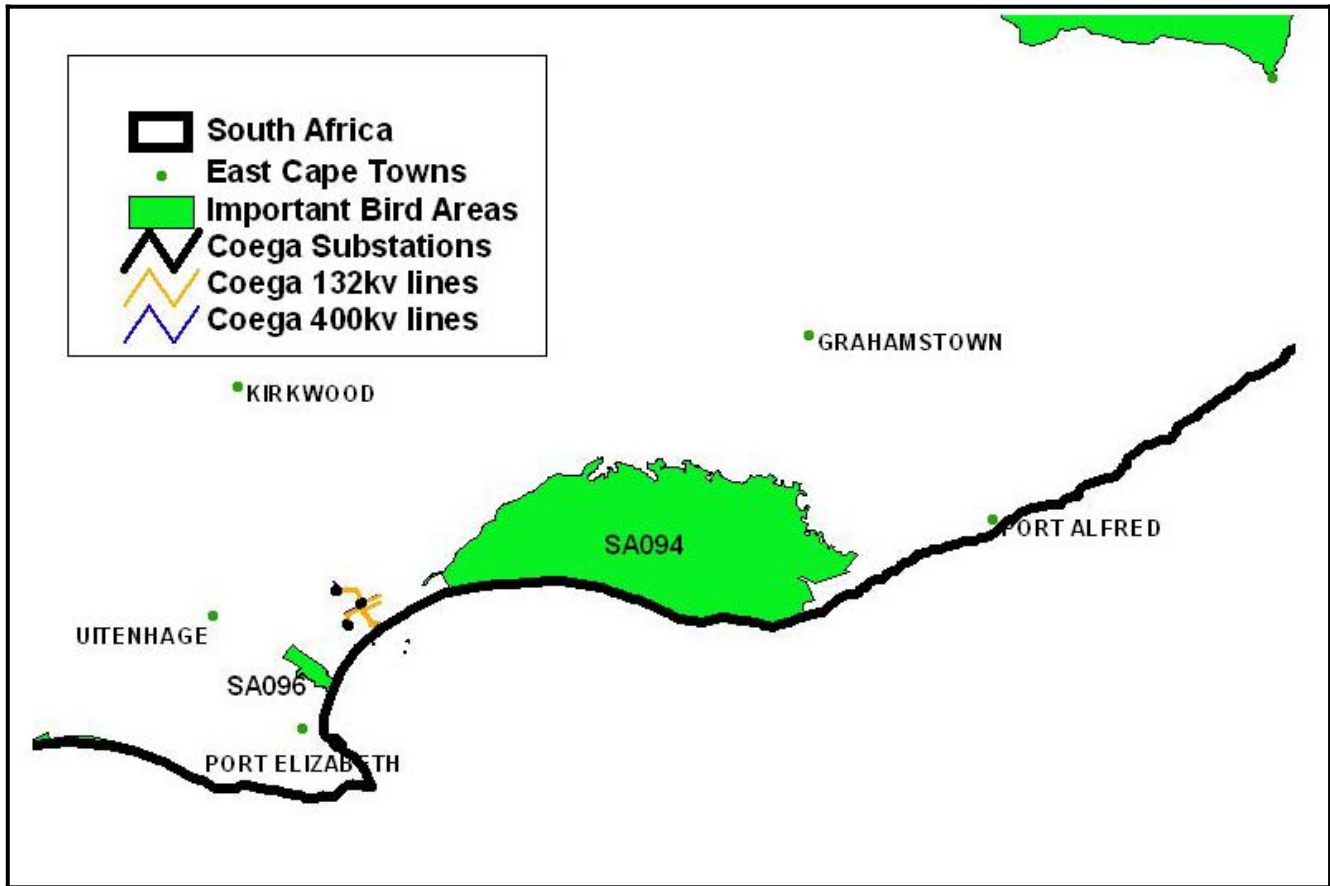 South Africa
East Cape Towns
Important Bird Areas
Coega Substations
Coega 132kv lines
Coega 400kv lines
GRAHAMSTOWN
KIRKWOOD
PORT ALFRED
SA094
UITENHAGE
SA096
PORT ELIZABETH